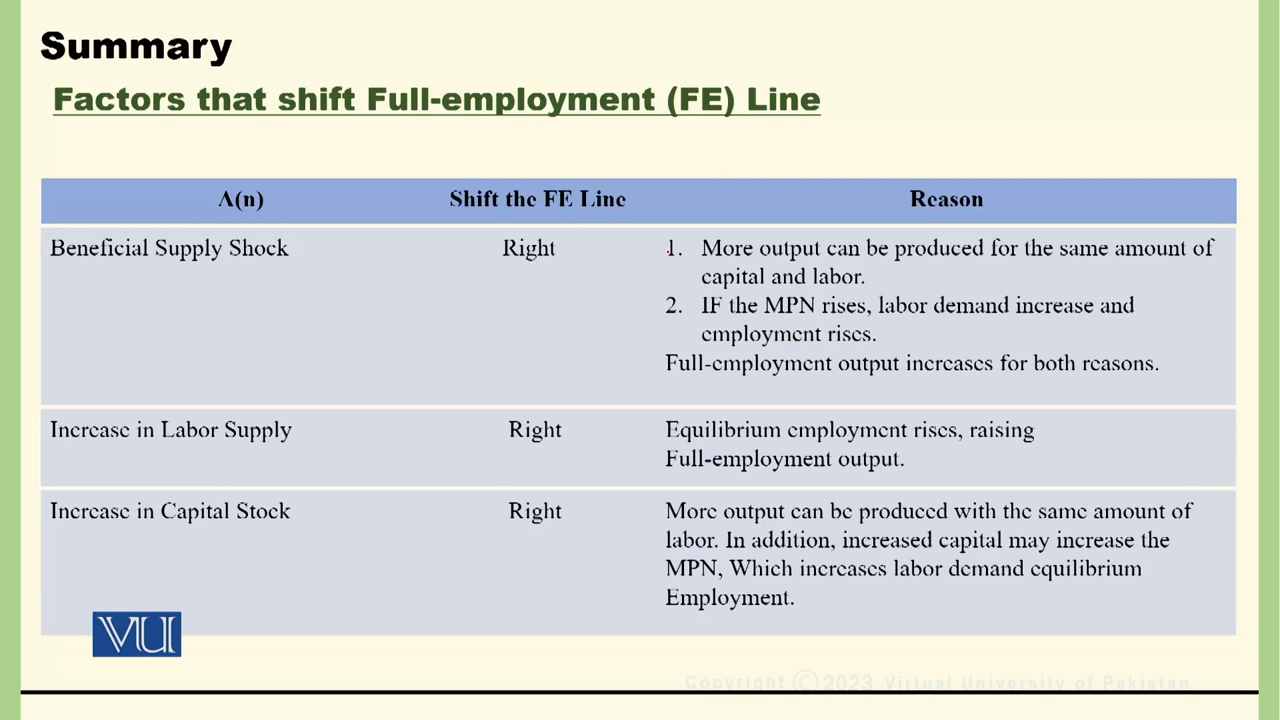 Summary
Factors that shift Full-employment (FE) Line
A(n) Shift the FE Line Reason
Beneficial Supply Shock Right 1. More output can be produced for the same amount of
capital and labor.
2. IF the MPN rises, labor demand increase and
employment rises.
Full-employment output increases for both reasons.
Increase in Labor Supply Right Equilibrium employment rises, raising
Full-employment output.
Increase in Capital Stock Right More output can be produced with the same amount of
labor. In addition, increased capital may increase the
MPN, Which increases labor demand equilibrium
Employment.
VU
Copyright ©2023 Virtual University of Pakistan